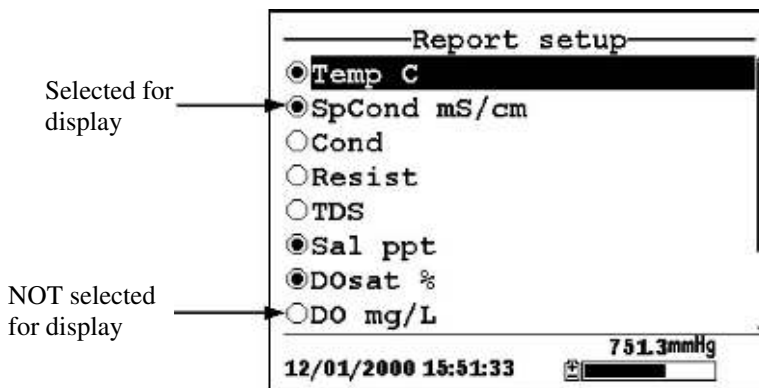 Report setup
Temp C
Selected for
display
SpCond mS/cm
Cond
Resist
TDS
Sal ppt
DOsat %
NOT selected
for display
DO mg/L
751.3mmHg
12/01/2000 15:51:33